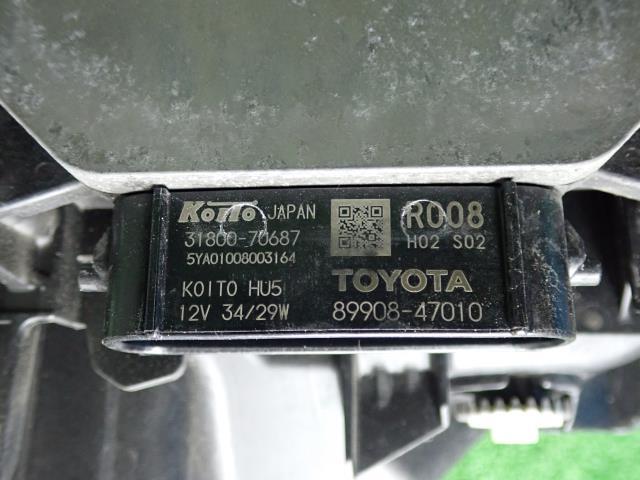 Koito JAPAN
31800-70687
5YA01008003164
KOITO HU5
12V 34/29W
R008
H02 S02
TOYOTA
89908-47010